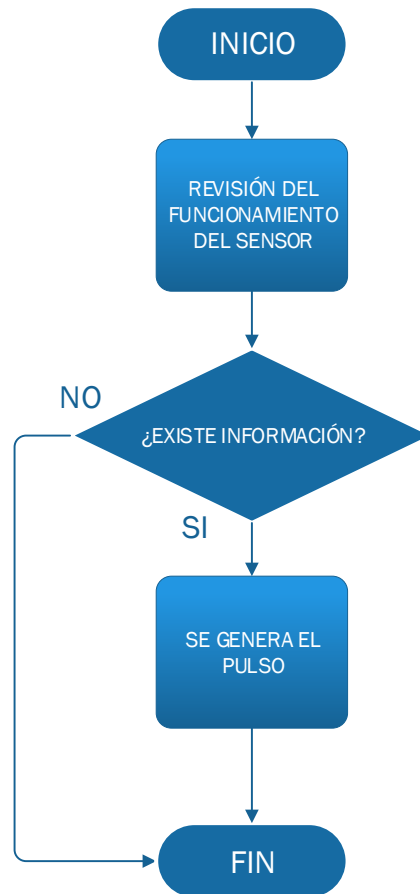 INICIO
REVISIÓN DEL
FUNCIONAMIENTO
DEL SENSOR
NO
¿EXISTE INFORMACIÓN?
SI
SE GENERA EL
PULSO
FIN